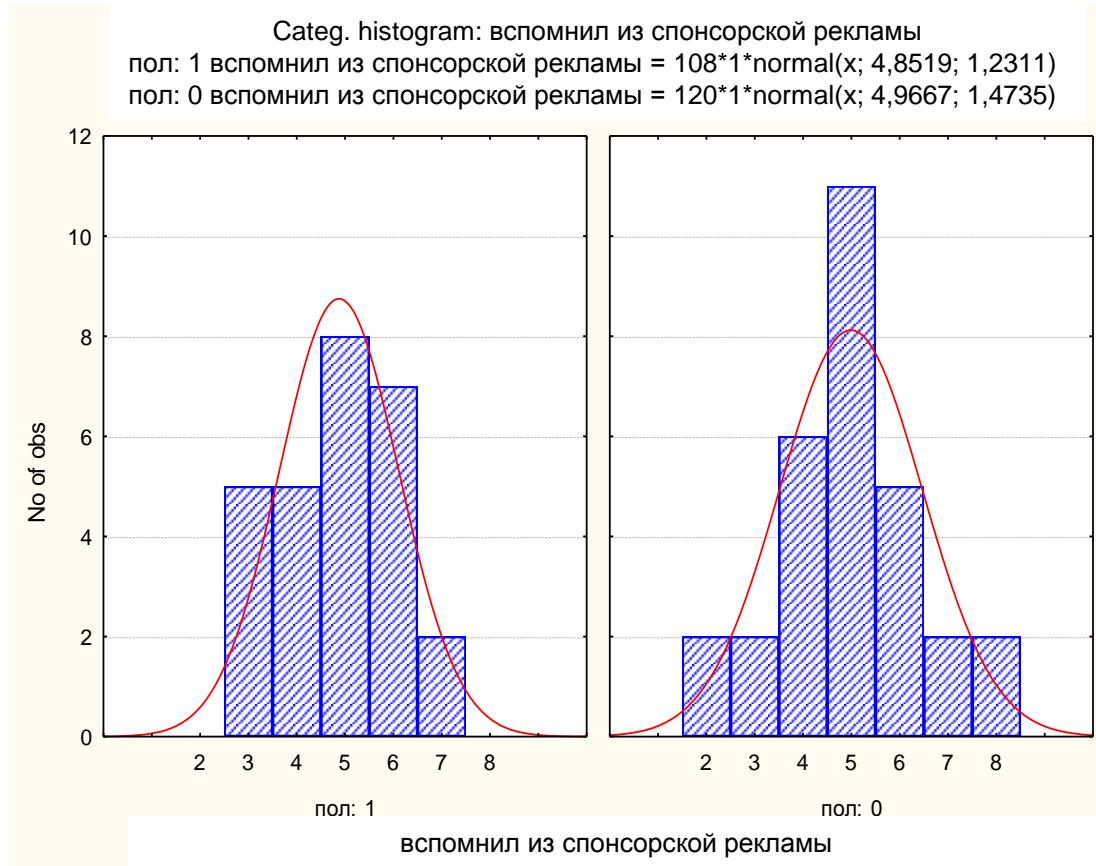 Categ. histogram: вспомнил из спонсорской рекламы
пол: 1 вспомнил из спонсорской рекламы = 108*1*normal(x; 4,8519; 1,2311)
пол: 0 вспомнил из спонсорской рекламы = 120*1*normal(x; 4,9667; 1,4735)
No of obs
12
10
8
6
4
2
0
2 3 4 5 6 7 8
2 3 4 5 6 7 8
пол: 1
пол: 0
вспомнил из спонсорской рекламы